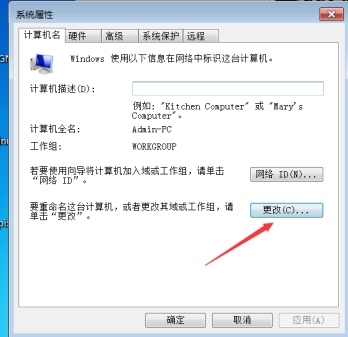 系统属性
计算机名 硬件 高级 系统保护 远程
Windows 使用以下信息在网络中标识这台计算机。
计算机描述(D):
例如: "Kitchen Computer" 或 "Mary's
Computer"。
计算机全名: Admin-PC
工作组: WORKGROUP
若要使用向导将计算机加入域或工作组,请单击
“网络 ID”。
网络 ID(N)...
要重命名这台计算机,或者更改其域或工作组,请
单击“更改”。
更改(C)...
确定 取消 应用(A)